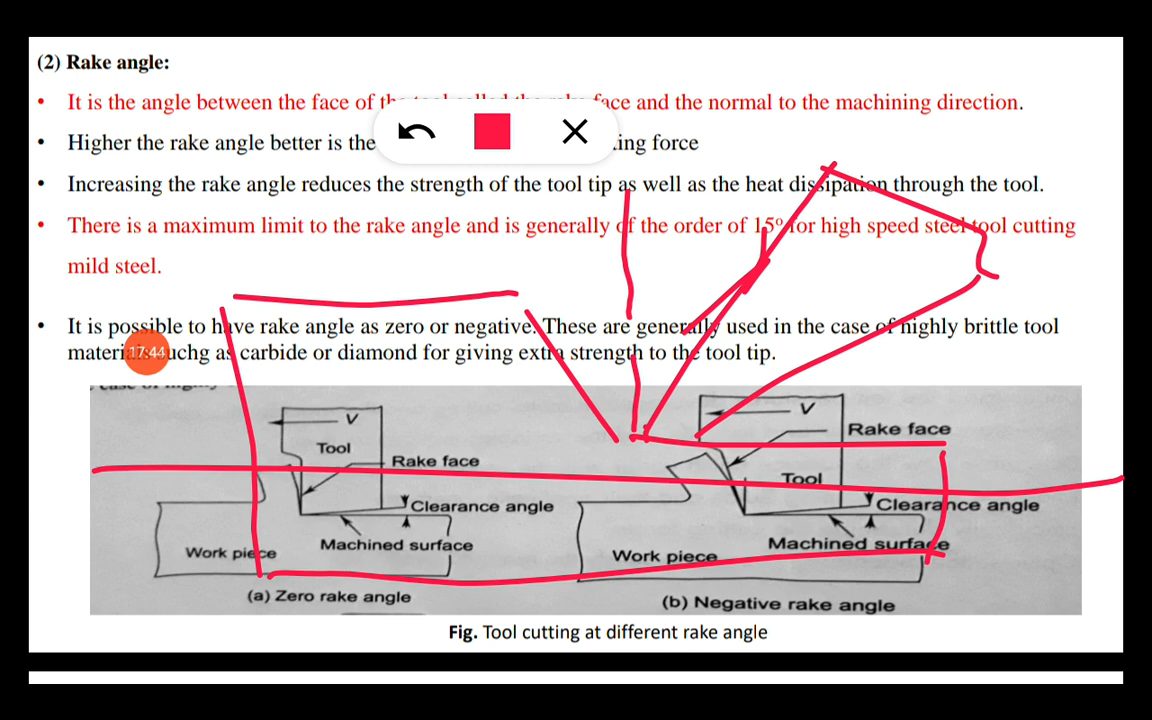 (2) Rake angle:
• It is the angle between the face of face and the normal to the machining direction.
• Higher the rake angle better is the ing force
• Increasing the rake angle reduces the strength of the tool tip as well as the heat dissipation through the tool.
• There is a maximum limit to the rake angle and is generally of the order of 15° for high speed steel tool cutting
mild steel.
• It is possible to have rake angle as zero or negative. These are generally used in the case of highly brittle tool
uchg as carbide or diamond for giving extra strength to the tool tip.
17:44
V
Tool
Rake face
Clearance angle
Machined surface
Work piece
(a) Zero rake angle
V
Rake face
Tool
Clearance angle
Machined surface
Work piece
(b) Negative rake angle
Fig. Tool cutting at different rake angle